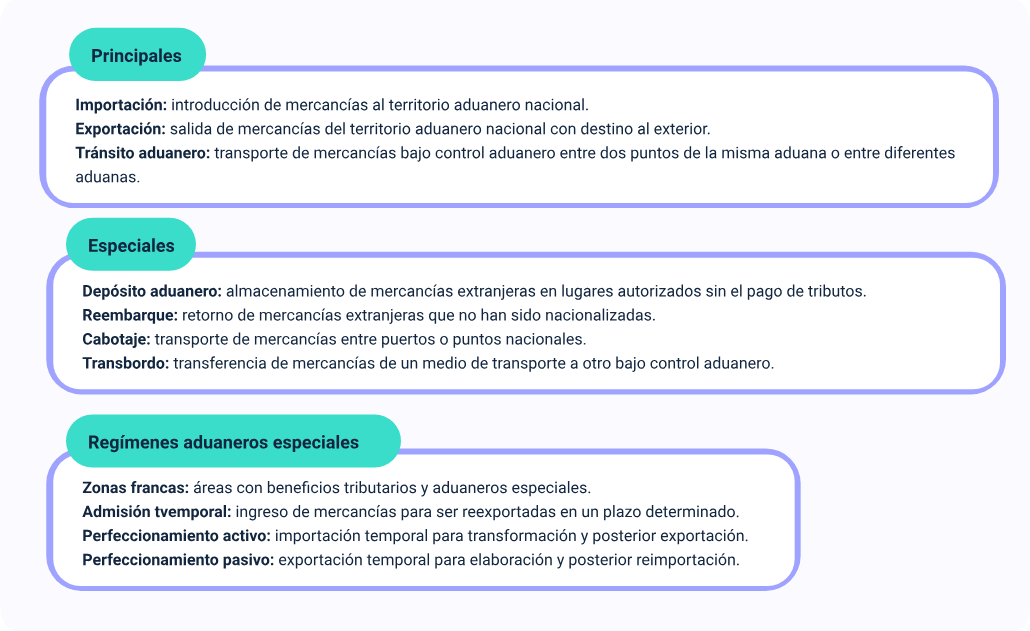 Principales
Importación: introducción de mercancías al territorio aduanero nacional.
Exportación: salida de mercancías del territorio aduanero nacional con destino al exterior.
Tránsito aduanero: transporte de mercancías bajo control aduanero entre dos puntos de la misma aduana o entre diferentes
aduanas.
Especiales
Depósito aduanero: almacenamiento de mercancías extranjeras en lugares autorizados sin el pago de tributos.
Reembarque: retorno de mercancías extranjeras que no han sido nacionalizadas.
Cabotaje: transporte de mercancías entre puertos o puntos nacionales.
Transbordo: transferencia de mercancías de un medio de transporte a otro bajo control aduanero.
Regímenes aduaneros especiales
Zonas francas: áreas con beneficios tributarios y aduaneros especiales.
Admisión tvemporal: ingreso de mercancías para ser reexportadas en un plazo determinado.
Perfeccionamiento activo: importación temporal para transformación y posterior exportación.
Perfeccionamiento pasivo: exportación temporal para elaboración y posterior reimportación.